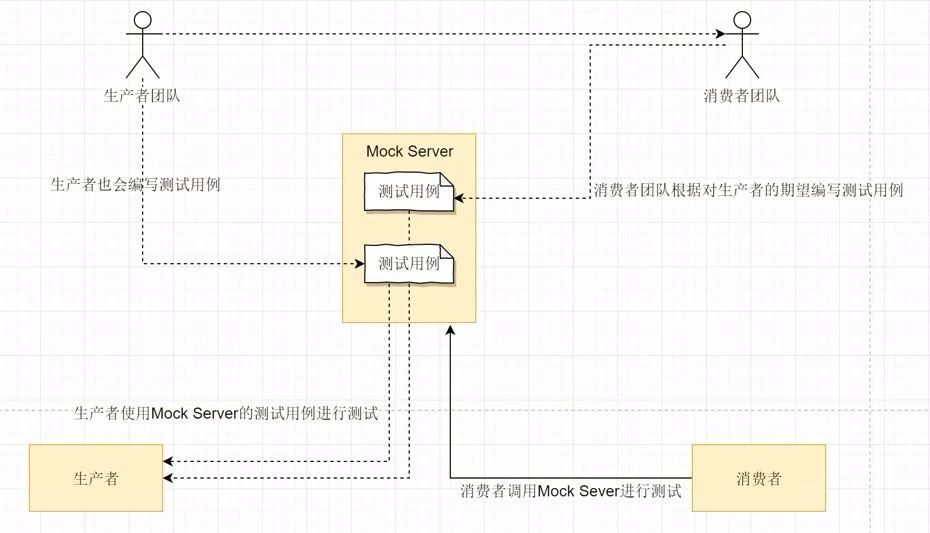 生产者团队
消费者团队
Mock Server
测试用例
生产者也会编写测试用例
消费者团队根据对生产者的期望编写测试用例
测试用例
生产者使用Mock Server的测试用例进行测试
生产者
消费者
消费者调用Mock Sever进行测试